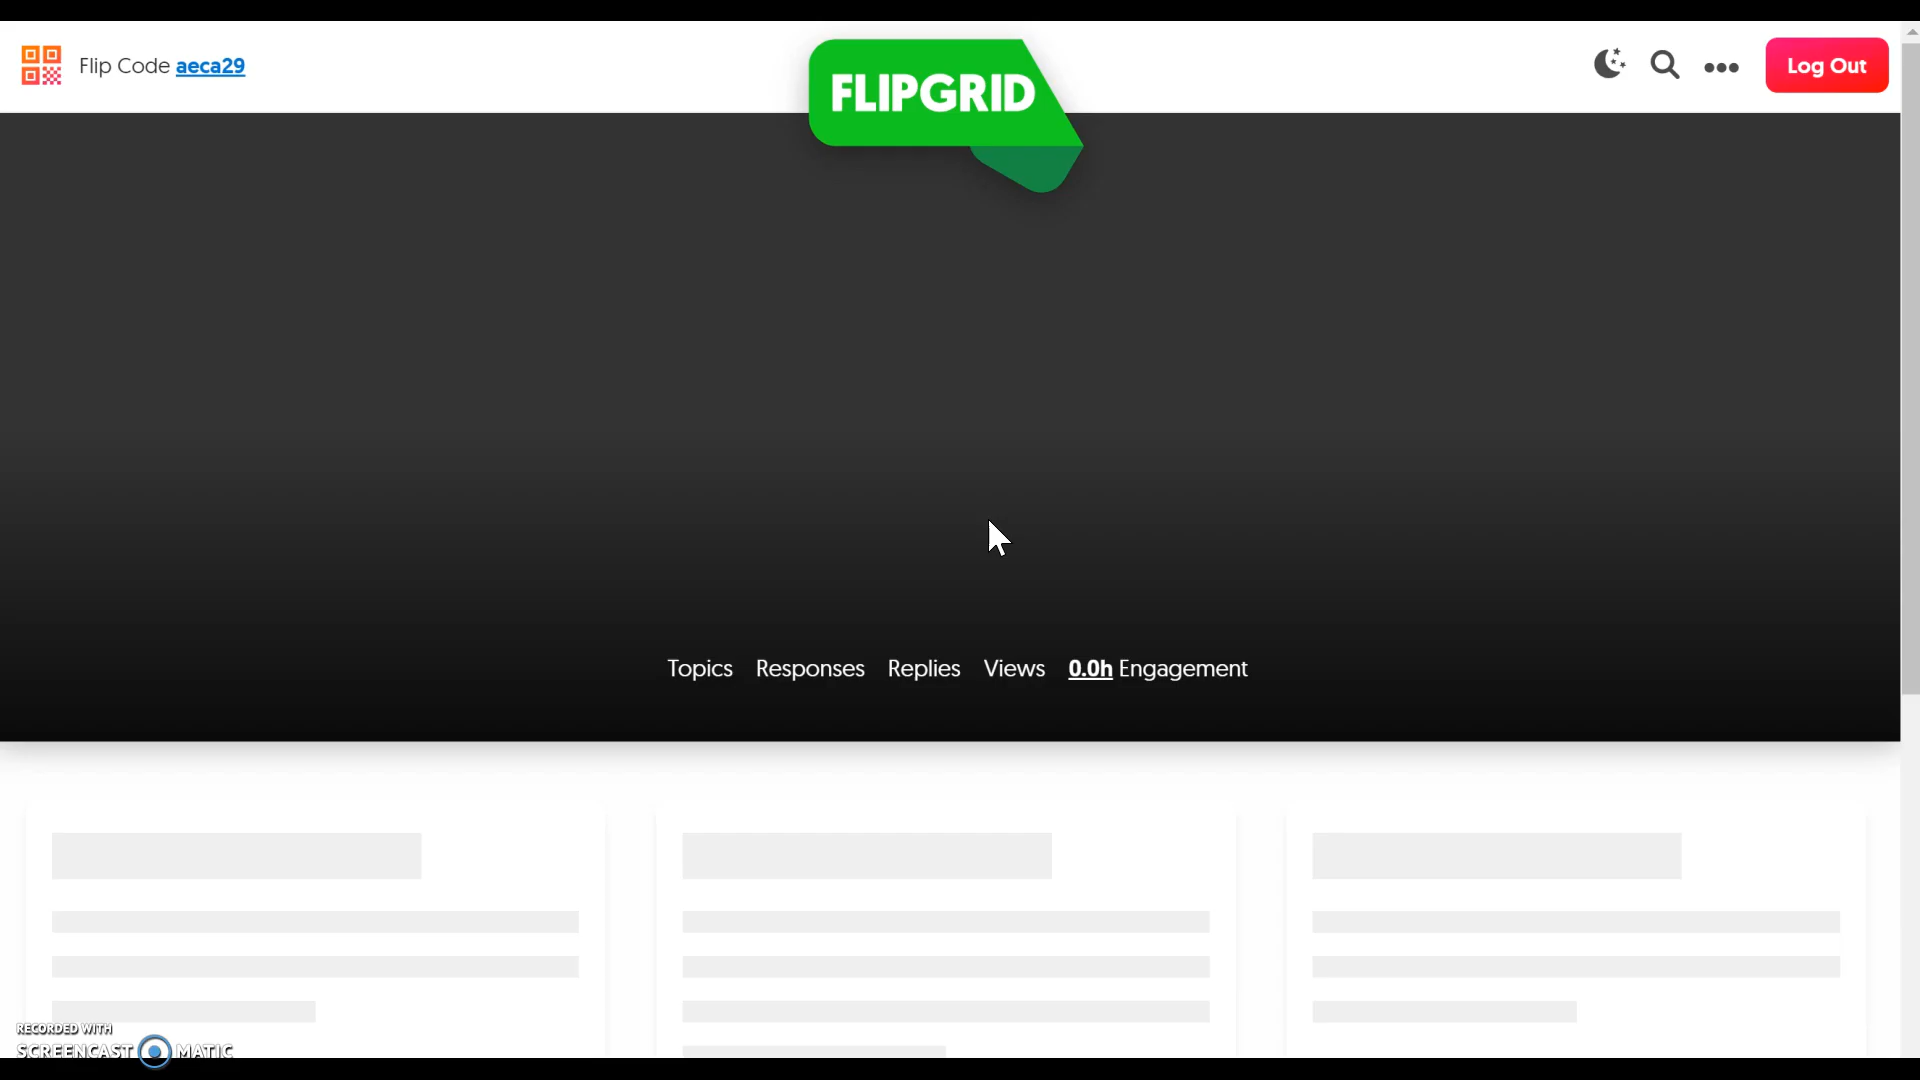 Flip Code aeca29
FLIPGRID
Log Out
Topics Responses Replies Views 0.0h Engagement
RECORDED WITH
SCREENCAST MATIC